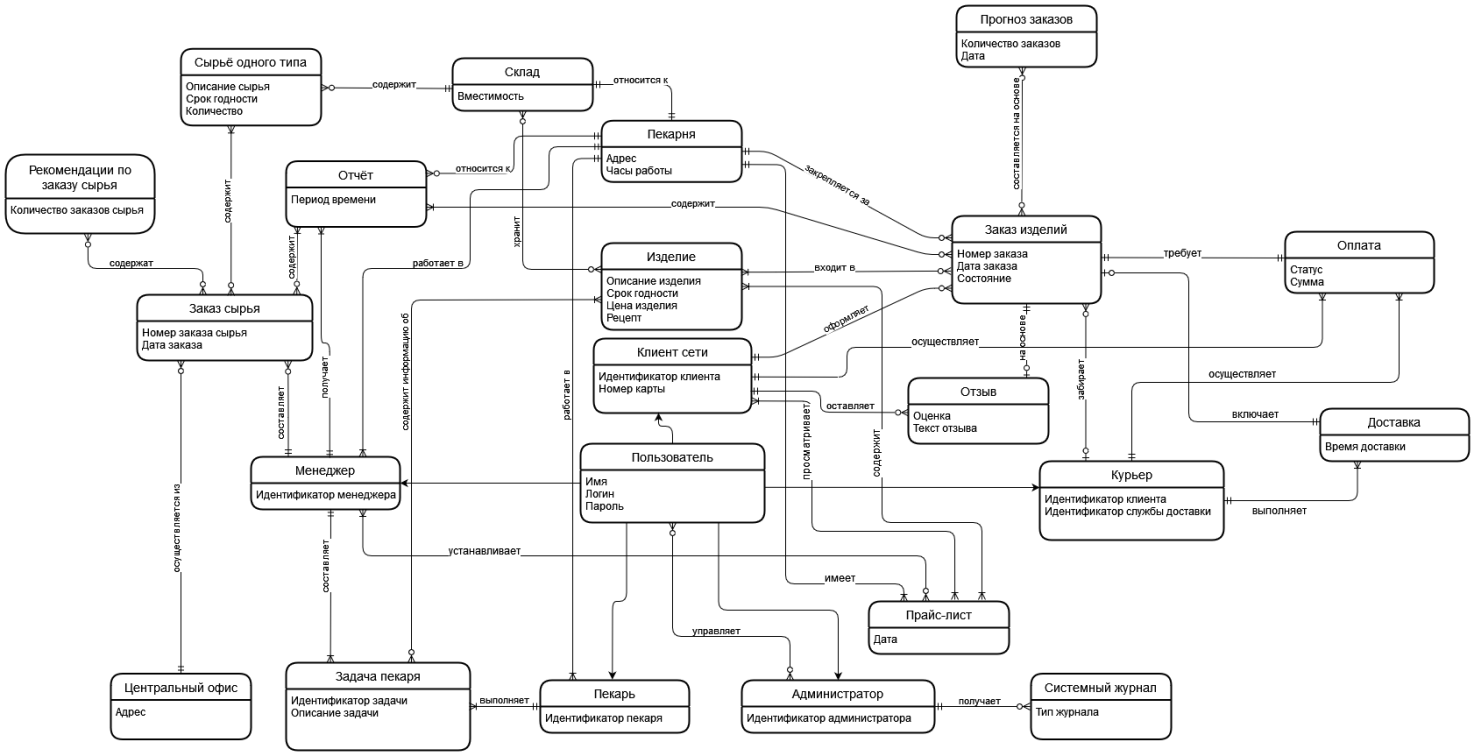 Прогноз заказов
Количество заказов
Дата
Сырьё одного типа
Описание сырья
Срок годности
Количество
содержит
Склад
Вместимость
относится к
составляется на основе
Пекарня
Адрес
Часы работы
Рекомендации по
заказу сырья
Количество заказов сырья
Отчёт
Период времени
относится к
закрепляется за
содержит
содержит
хранит
содержит
содержат
работает в
Заказ изделий
Номер заказа
Дата заказа
Состояние
требует
Оплата
Статус
Сумма
Изделие
Описание изделия
Срок годности
Цена изделия
Рецепт
входит в
Заказ сырья
Номер заказа сырья
Дата заказа
оформляет
на основе
осуществляет
Клиент сети
Идентификатор клиента
Номер карты
получает
содержит информацию об
работает в
забирает
осуществляет
составляет
оставляет
Отзыв
Оценка
Текст отзыва
включает
Доставка
Время доставки
просматривает
содержит
Менеджер
Идентификатор менеджера
Пользователь
Имя
Логин
Пароль
Курьер
Идентификатор клиента
Идентификатор службы доставки
выполняет
осуществляется из
составляет
устанавливает
имеет
Прайс-лист
Дата
управляет
Центральный офис
Адрес
Задача пекаря
Идентификатор задачи
Описание задачи
выполняет
Пекарь
Идентификатор пекаря
Администратор
Идентификатор администратора
получает
Системный журнал
Тип журнала